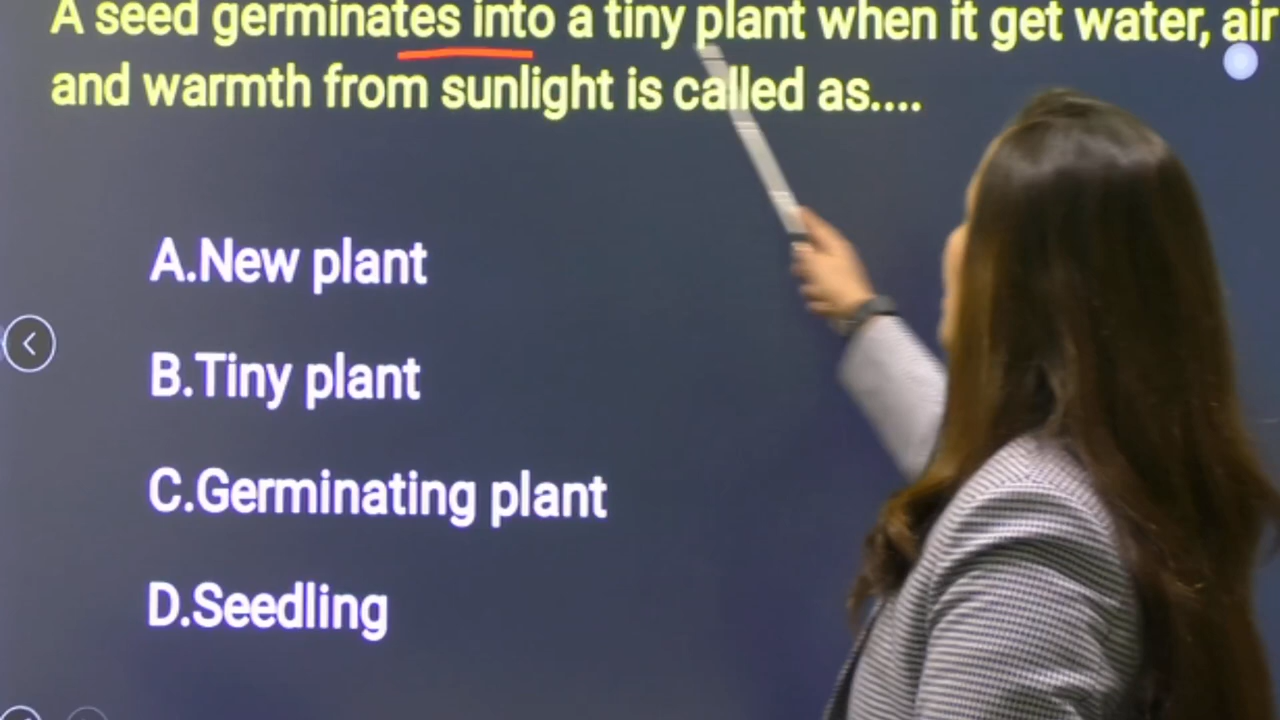 A seed germinates into a tiny plant when it get water, air
and warmth from sunlight is called as....
A.New plant
B.Tiny plant
C.Germinating plant
D.Seedling